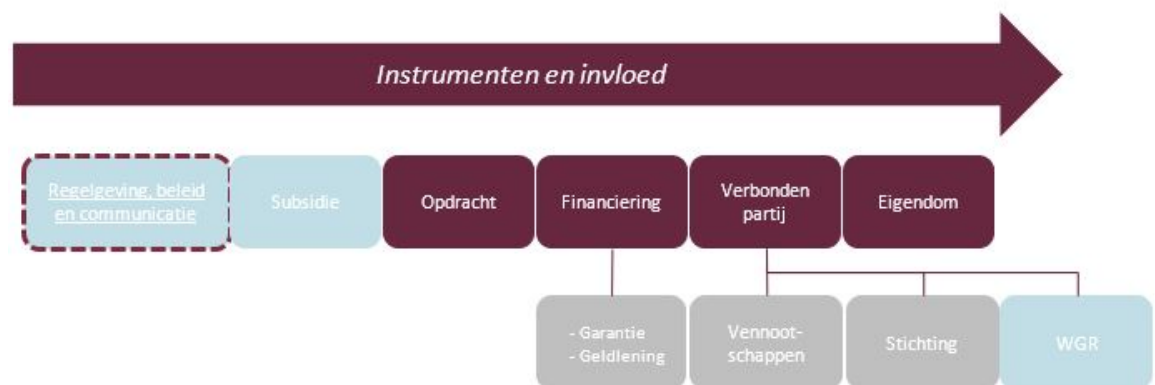 Instrumenten en invloed
Regelgeving, beleid
en communicatie
Subsidie
Opdracht
Financiering
Verbonden
partij
Eigendom
- Garantie
- Geldlening
Vennoot-
schappen
Stichting
WGR